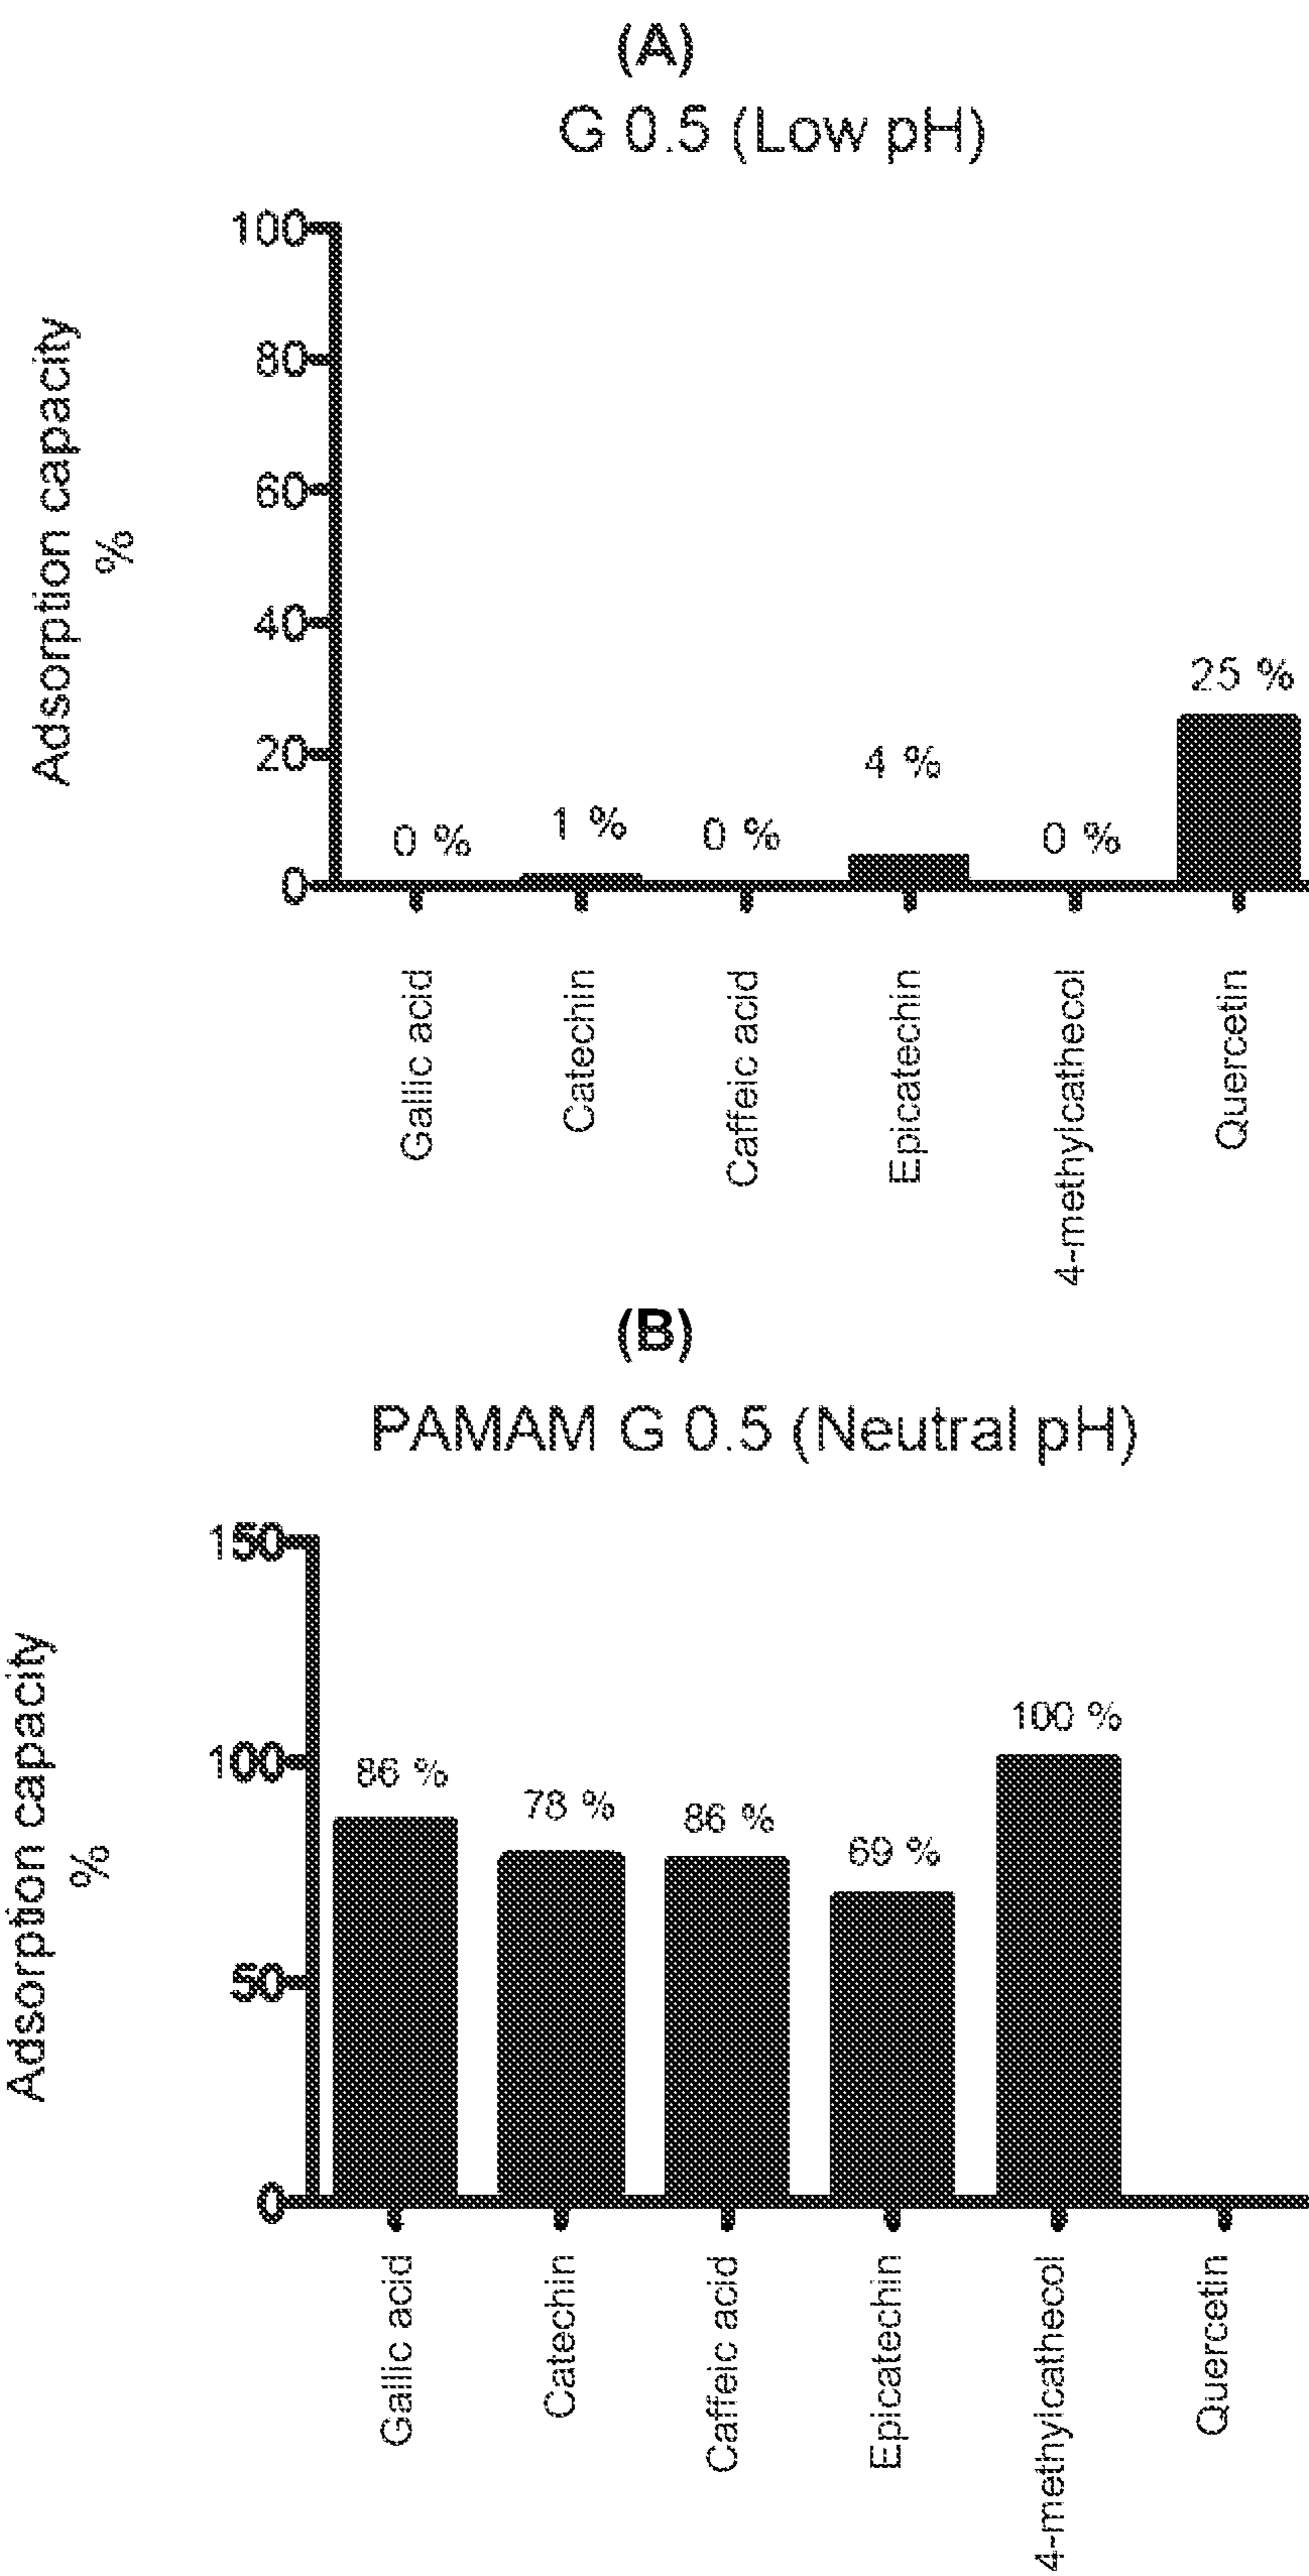 (A)
G 0.5 (Low pH)
Adsorption capacity
%
100
80
60
40
20
0
0 %
1 %
0 %
4 %
0 %
25 %
Gallic acid
Catechin
Caffeic acid
Epicatechin
4-methylcathecol
Quercetin
(B)
PAMAM G 0.5 (Neutral pH)
Adsorption capacity
%
150
100
50
0
86 %
78 %
86 %
69 %
100 %
Gallic acid
Catechin
Caffeic acid
Epicatechin
4-methylcathecol
Quercetin